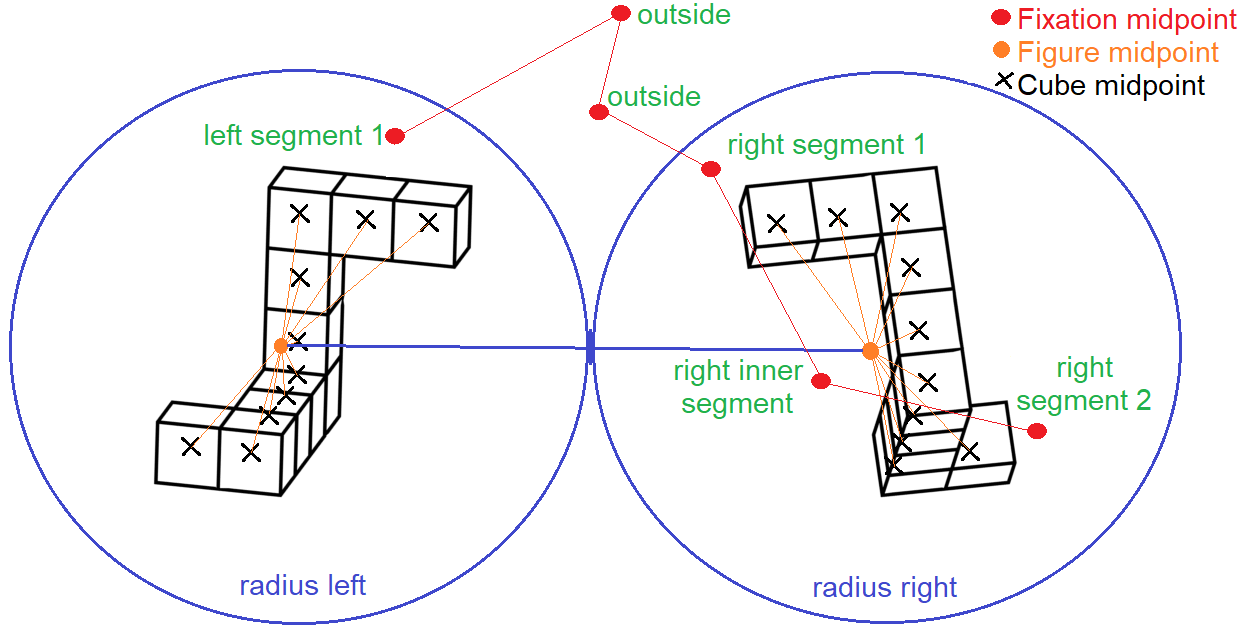 outside
Fixation midpoint
Figure midpoint
Cube midpoint
outside
left segment 1
right segment 1
right inner
segment
right
segment 2
radius left
radius right